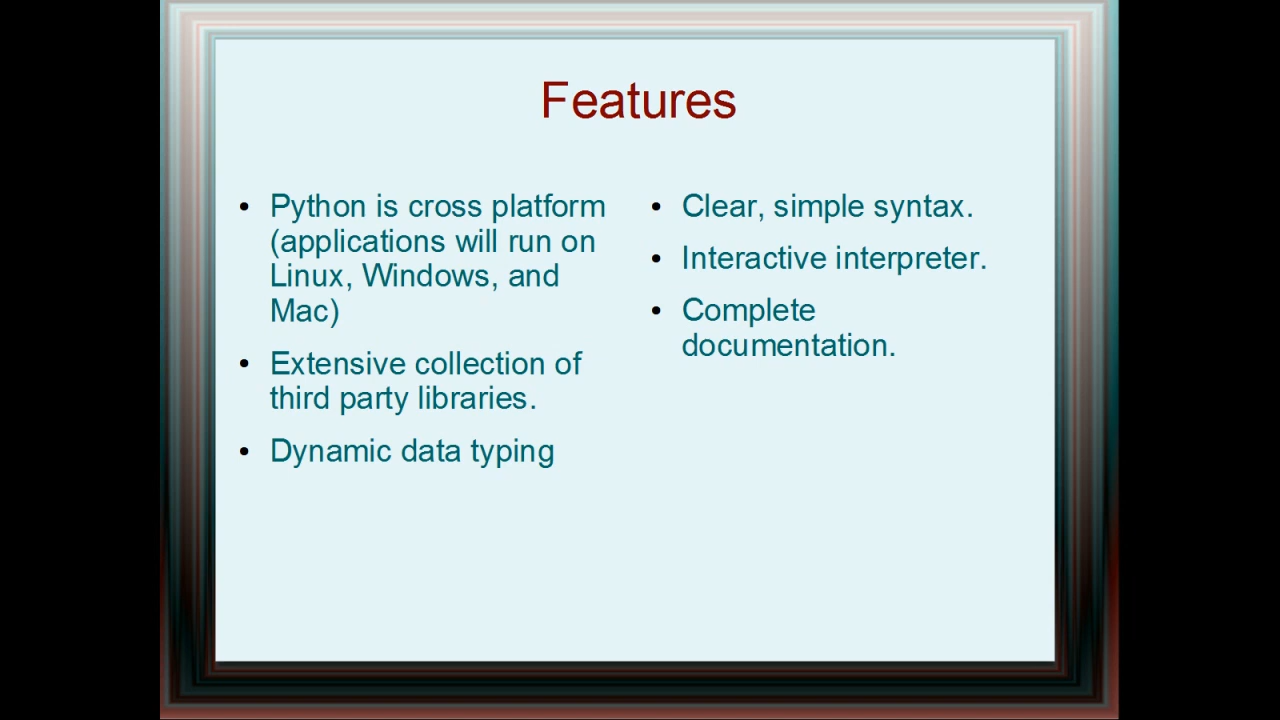 Features
• Python is cross platform
(applications will run on
Linux, Windows, and
Mac)
• Extensive collection of
third party libraries.
• Dynamic data typing
• Clear, simple syntax.
• Interactive interpreter.
• Complete
documentation.